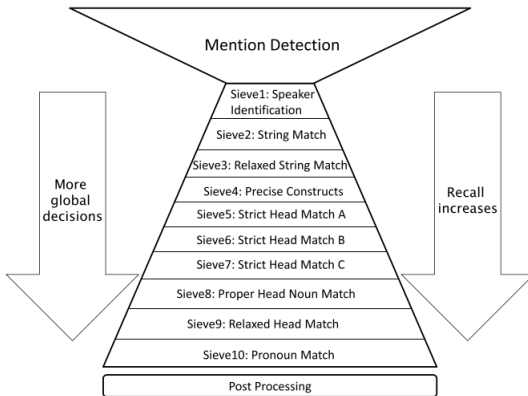 Mention Detection
Sieve1: Speaker
Identification
Sieve2: String Match
Sieve3: Relaxed String Match
Sieve4: Precise Constructs
Sieve5: Strict Head Match A
Sieve6: Strict Head Match B
Sieve7: Strict Head Match C
Sieve8: Proper Head Noun Match
Sieve9: Relaxed Head Match
Sieve10: Pronoun Match
Post Processing
More
global
decisions
Recall
increases